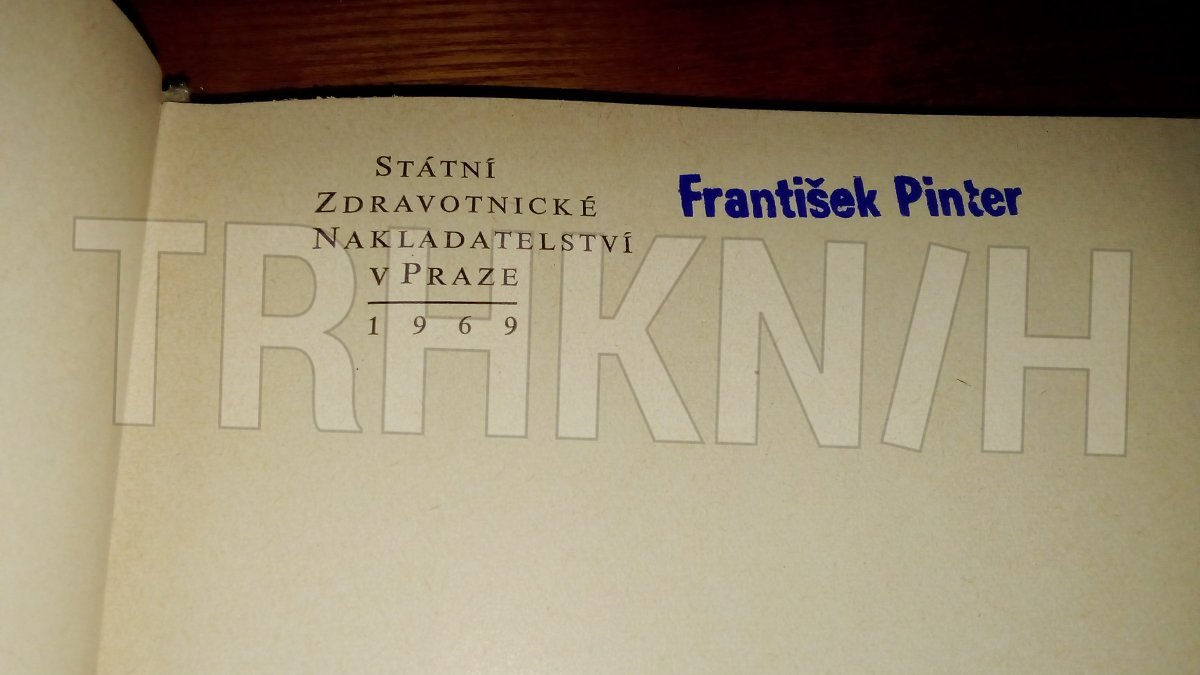 STÁTNÍ
ZDRAVOTNICKÉ
NAKLADATELSTVÍ
V PRAZE
1969
František Pinter
TRHKNIH